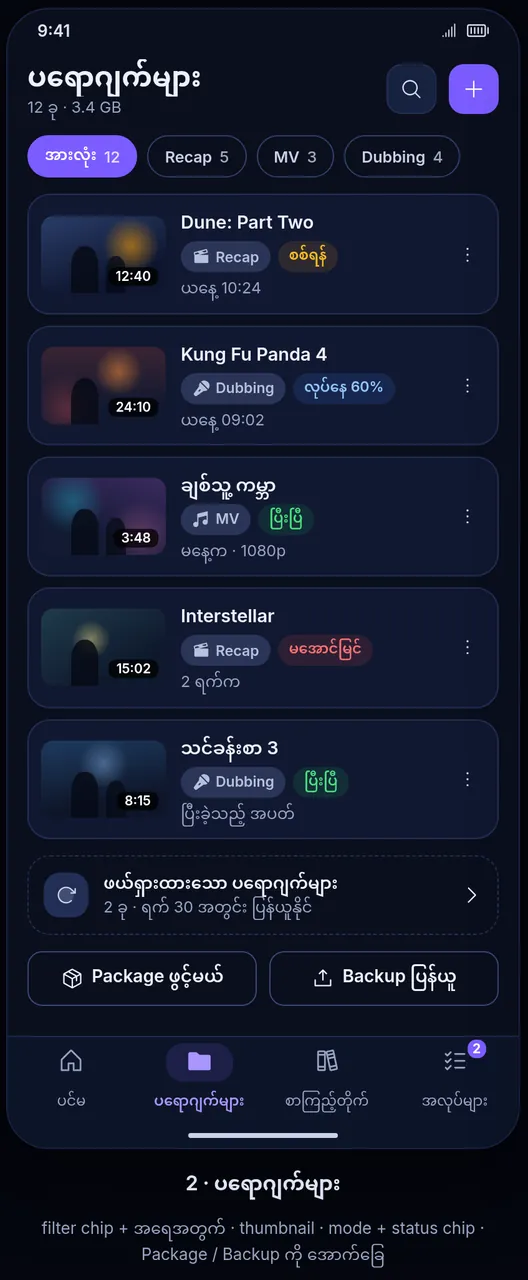 9:41
ပရောဂျက်များ
12 ခု · 3.4 GB
အားလုံး 12
Recap 5
MV 3
Dubbing 4
Dune: Part Two
Recap
စစ်ရန်
12:40
ယနေ့ 10:24
Kung Fu Panda 4
Dubbing
လုပ်နေ 60%
24:10
ယနေ့ 09:02
ချစ်သူ့ ကမ္ဘာ
MV
ပြီးပြီ
3:48
မနေ့က · 1080p
Interstellar
Recap
မအောင်မြင်
15:02
2 ရက်က
သင်ခန်းစာ 3
Dubbing
ပြီးပြီ
8:15
ပြီးခဲ့သည့် အပတ်
ဖယ်ရှားထားသော ပရောဂျက်များ
2 ခု · ရက် 30 အတွင်း ပြန်ယူနိုင်
Package ဖွင့်မယ်
Backup ပြန်ယူ
2
ပင်မ
ပရောဂျက်များ
စာကြည့်တိုက်
အလုပ်များ
2 · ပရောဂျက်များ
filter chip + အရေအတွက် · thumbnail · mode + status chip ·
Package / Backup ကို အောက်ခြေ